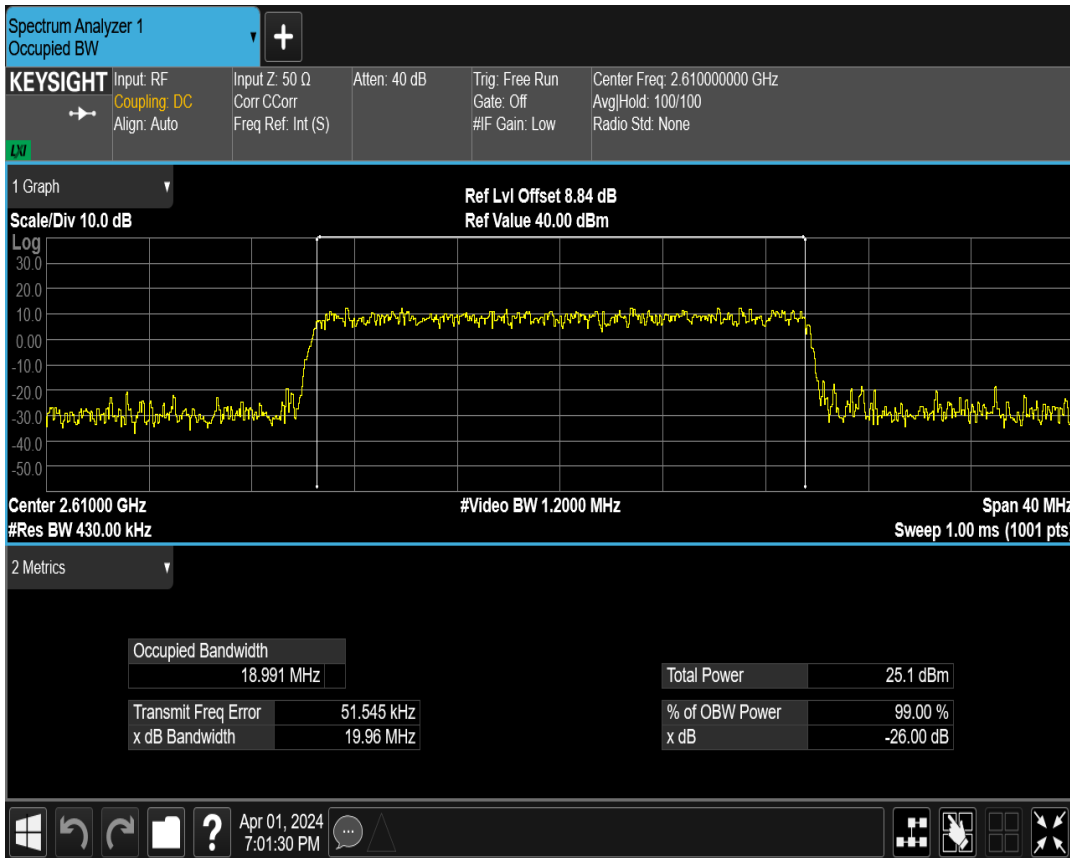 Spectrum Analyzer 1
Occupied BW
+
KEYSIGHT
LXI
Input: RF
Coupling: DC
Align: Auto
Input Z: 50 Ω
Corr CCorr
Freq Ref: Int (S)
Atten: 40 dB
Trig: Free Run
Gate: Off
#IF Gain: Low
Center Freq: 2.610000000 GHz
Avg|Hold: 100/100
Radio Std: None
1 Graph
Scale/Div 10.0 dB
Ref Lvl Offset 8.84 dB
Ref Value 40.00 dBm
Log
30.0
20.0
10.0
0.00
-10.0
-20.0
-30.0
-40.0
-50.0
Center 2.61000 GHz
#Video BW 1.2000 MHz
Span 40 MHz
#Res BW 430.00 kHz
Sweep 1.00 ms (1001 pts)
2 Metrics
Occupied Bandwidth
18.991 MHz
Total Power 25.1 dBm
Transmit Freq Error 51.545 kHz
% of OBW Power 99.00 %
x dB Bandwidth 19.96 MHz
x dB -26.00 dB
?
Apr 01, 2024
7:01:30 PM